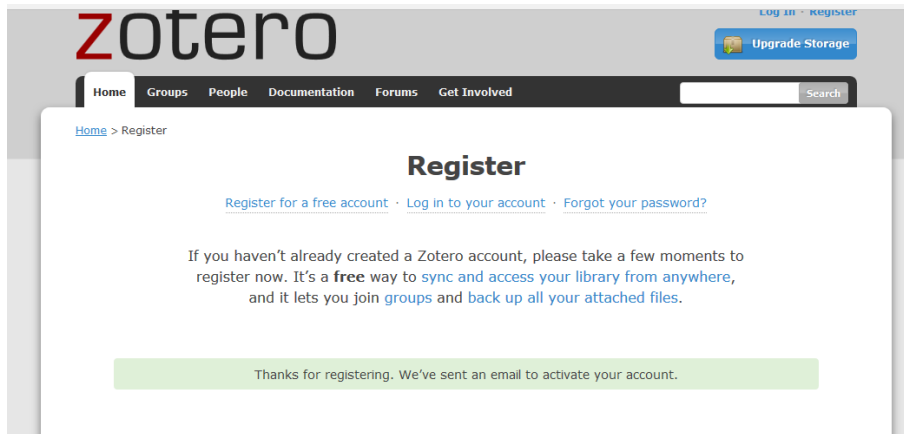 Log In · Register
zotero
Upgrade Storage
Home Groups People Documentation Forums Get Involved Search
Home > Register
Register
Register for a free account · Log in to your account · Forgot your password?
If you haven’t already created a Zotero account, please take a few moments to
register now. It’s a free way to sync and access your library from anywhere,
and it lets you join groups and back up all your attached files.
Thanks for registering. We’ve sent an email to activate your account.